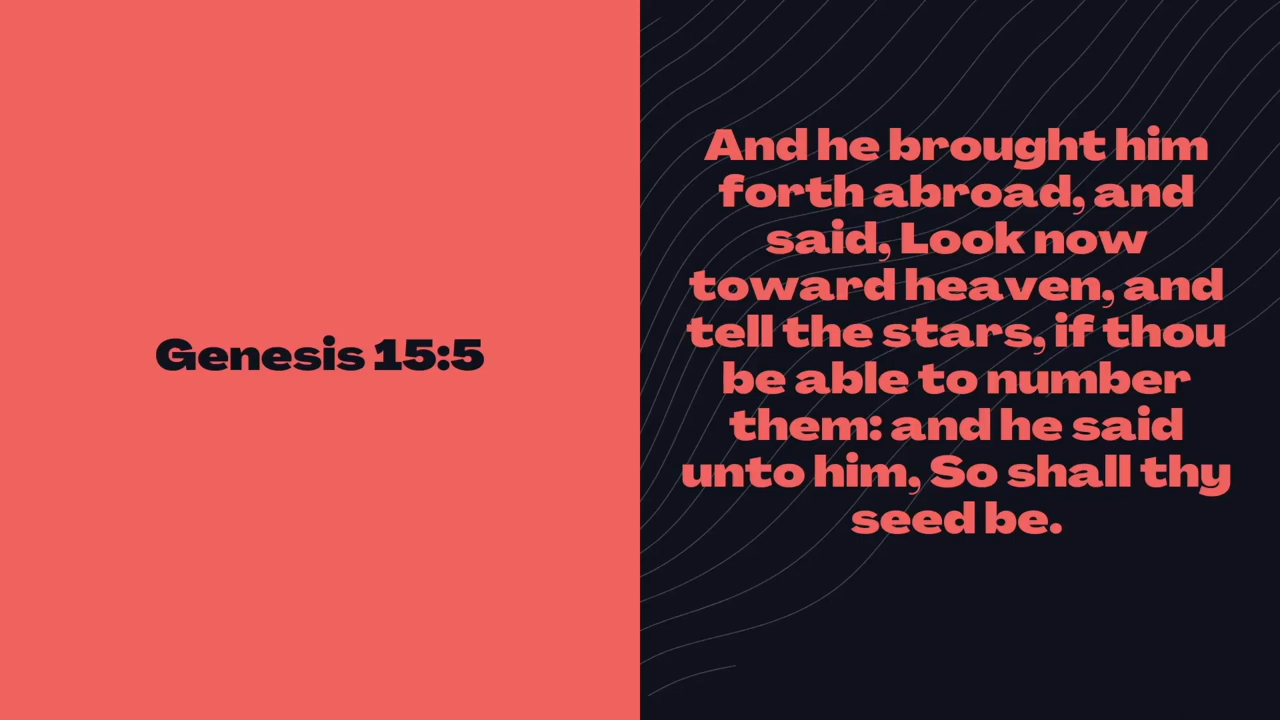 Genesis 15:5
And he brought him
forth abroad, and
said, Look now
toward heaven, and
tell the stars, if thou
be able to number
them: and he said
unto him, So shall thy
seed be.